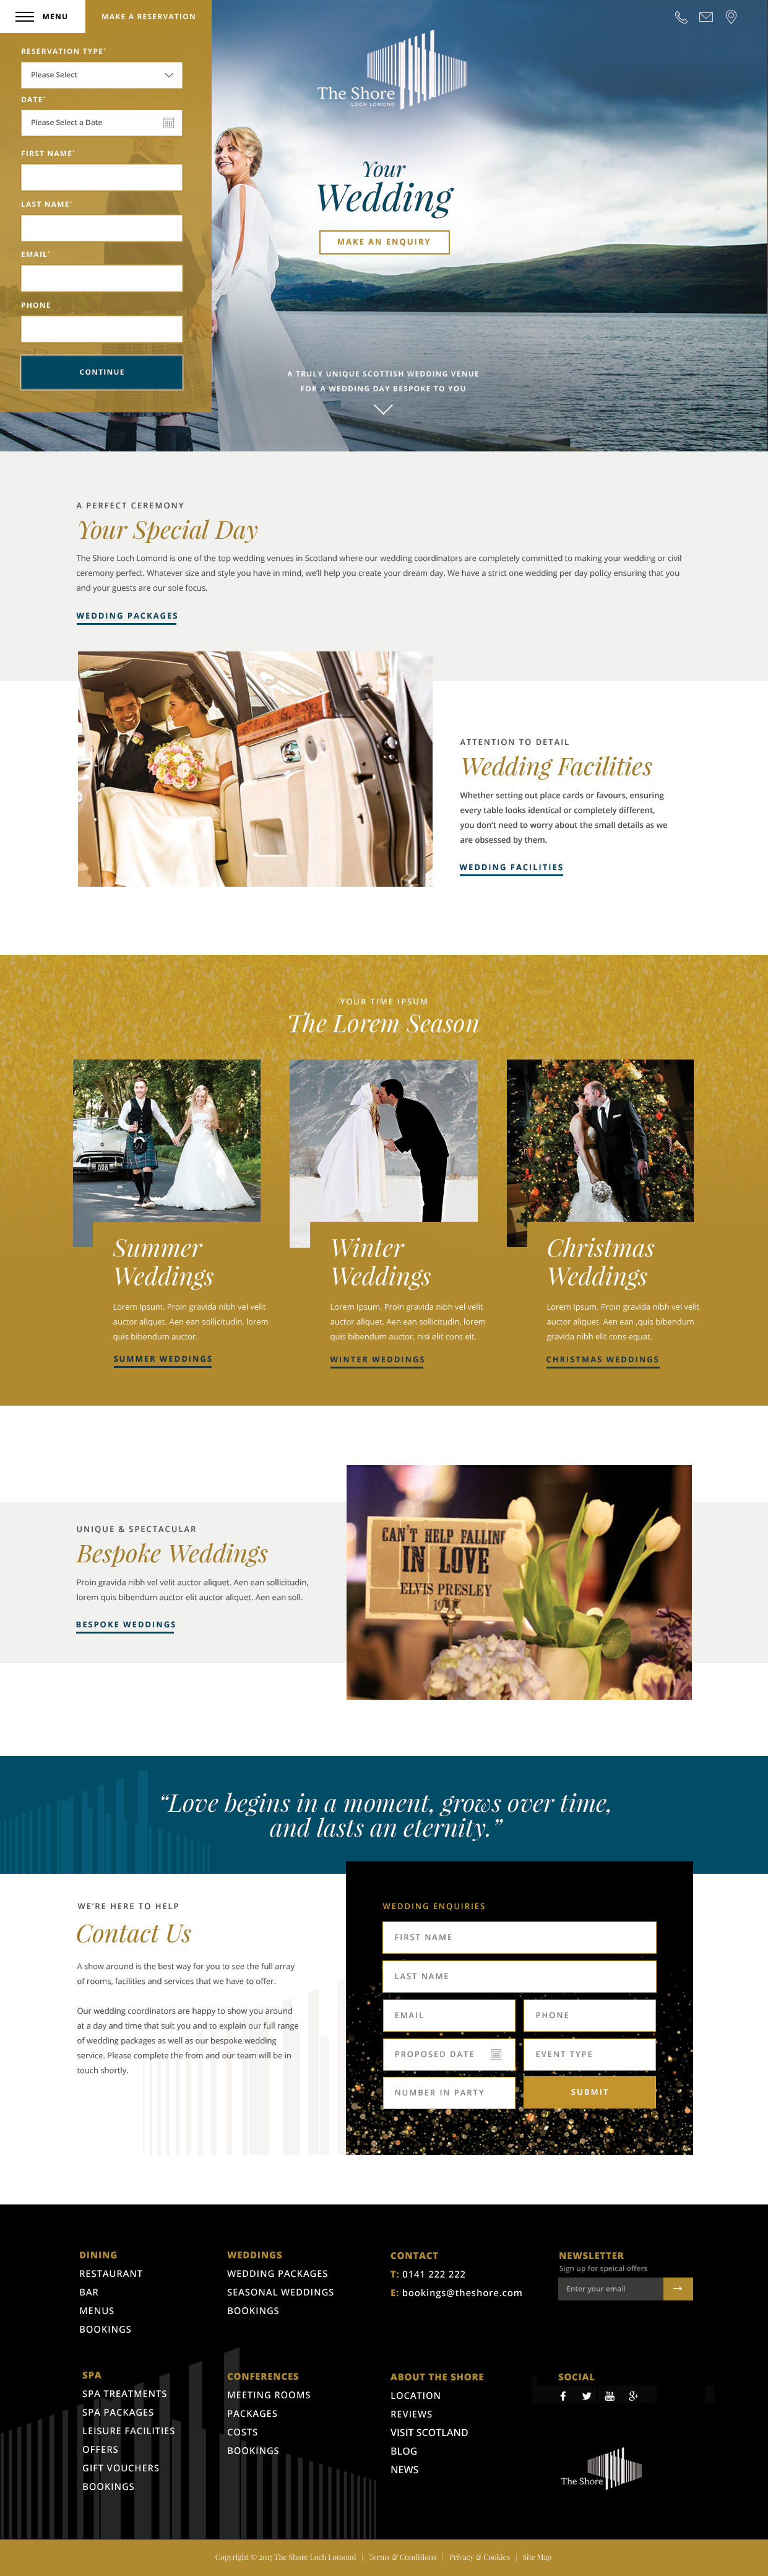 MENU
MAKE A RESERVATION
RESERVATION TYPE*
Please Select
DATE*
Please Select a Date
FIRST NAME*
LAST NAME*
EMAIL*
PHONE
CONTINUE
The Shore
LOCH LOMOND
Your
Wedding
MAKE AN ENQUIRY
A TRULY UNIQUE SCOTTISH WEDDING VENUE
FOR A WEDDING DAY BESPOKE TO YOU
A PERFECT CEREMONY
Your Special Day
The Shore Loch Lomond is one of the top wedding venues in Scotland where our wedding coordinators are completely committed to making your wedding or civil
ceremony perfect. Whatever size and style you have in mind, we'll help you create your dream day. We have a strict one wedding per day policy ensuring that you
and your guests are our sole focus.
WEDDING PACKAGES
ATTENTION TO DETAIL
Wedding Facilities
Whether setting out place cards or favours, ensuring
every table looks identical or completely different,
you don't need to worry about the small details as we
are obsessed by them.
WEDDING FACILITIES
YOUR TIME IPSUM
The Lorem Season
Summer
Weddings
Lorem Ipsum. Proin gravida nibh vel velit
auctor aliquet. Aen ean sollicitudin, lorem
quis bibendum auctor.
SUMMER WEDDINGS
Winter
Weddings
Lorem Ipsum. Proin gravida nibh vel velit
auctor aliquet. Aen ean sollicitudin, lorem
quis bibendum auctor, nisi elit cons eit.
WINTER WEDDINGS
Christmas
Weddings
Lorem Ipsum. Proin gravida nibh vel velit
auctor aliquet. Aen ean ,quis bibendum
gravida nibh elit cons equat.
CHRISTMAS WEDDINGS
UNIQUE & SPECTACULAR
Bespoke Weddings
Proin gravida nibh vel velit auctor aliquet. Aen ean sollicitudin,
lorem quis bibendum auctor elit auctor aliquet. Aen ean soll.
BESPOKE WEDDINGS
CAN'T HELP FALLING
IN LOVE
ELVIS PRESLEY
“Love begins in a moment, grows over time,
and lasts an eternity.”
WE'RE HERE TO HELP
Contact Us
A show around is the best way for you to see the full array
of rooms, facilities and services that we have to offer.
Our wedding coordinators are happy to show you around
at a day and time that suit you and to explain our full range
of wedding packages as well as our bespoke wedding
service. Please complete the from and our team will be in
touch shortly.
WEDDING ENQUIRIES
FIRST NAME
LAST NAME
EMAIL
PHONE
PROPOSED DATE
EVENT TYPE
NUMBER IN PARTY
SUBMIT
DINING
RESTAURANT
BAR
MENUS
BOOKINGS
WEDDINGS
WEDDING PACKAGES
SEASONAL WEDDINGS
BOOKINGS
CONTACT
T: 0141 222 222
E: bookings@theshore.com
NEWSLETTER
Sign up for speical offers
Enter your email
SPA
SPA TREATMENTS
SPA PACKAGES
LEISURE FACILITIES
OFFERS
GIFT VOUCHERS
BOOKINGS
CONFERENCES
MEETING ROOMS
PACKAGES
COSTS
BOOKINGS
ABOUT THE SHORE
LOCATION
REVIEWS
VISIT SCOTLAND
BLOG
NEWS
SOCIAL
The Shore
Copyright © 2017 The Shore Loch Lomond | Terms & Conditions | Privacy & Cookies | Site Map